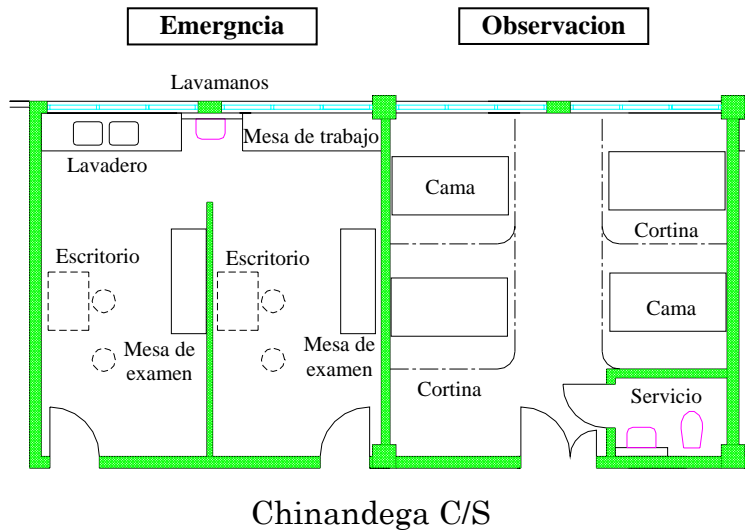 Emergncia
Observacion
Lavamanos
Mesa de trabajo
Lavadero
Cama
Cortina
Escritorio
Escritorio
Cama
Mesa de
examen
Mesa de
examen
Cortina
Servicio
Chinandega C/S